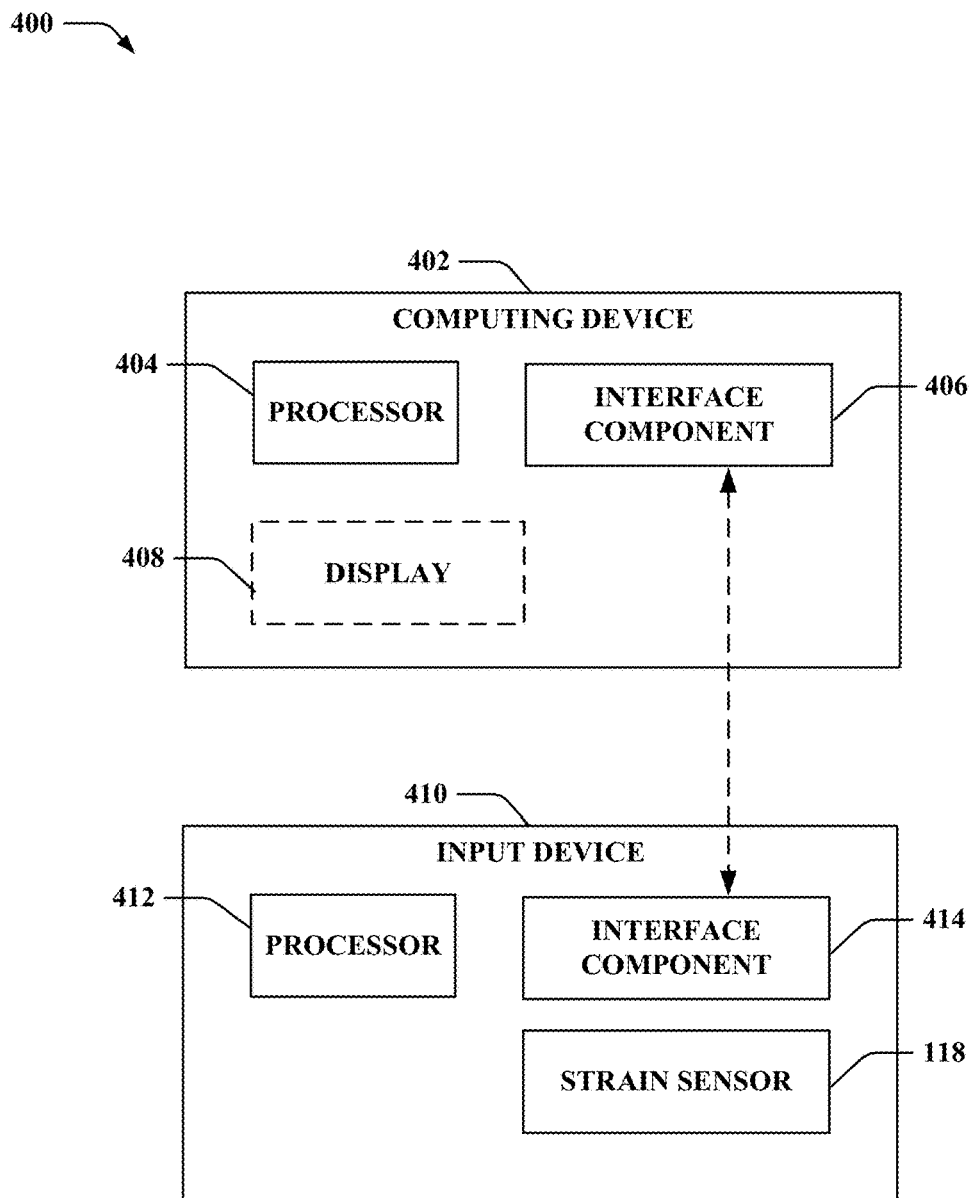 400
402
COMPUTING DEVICE
404
PROCESSOR
INTERFACE
COMPONENT
406
408
DISPLAY
410
INPUT DEVICE
412
PROCESSOR
INTERFACE
COMPONENT
414
STRAIN SENSOR
118